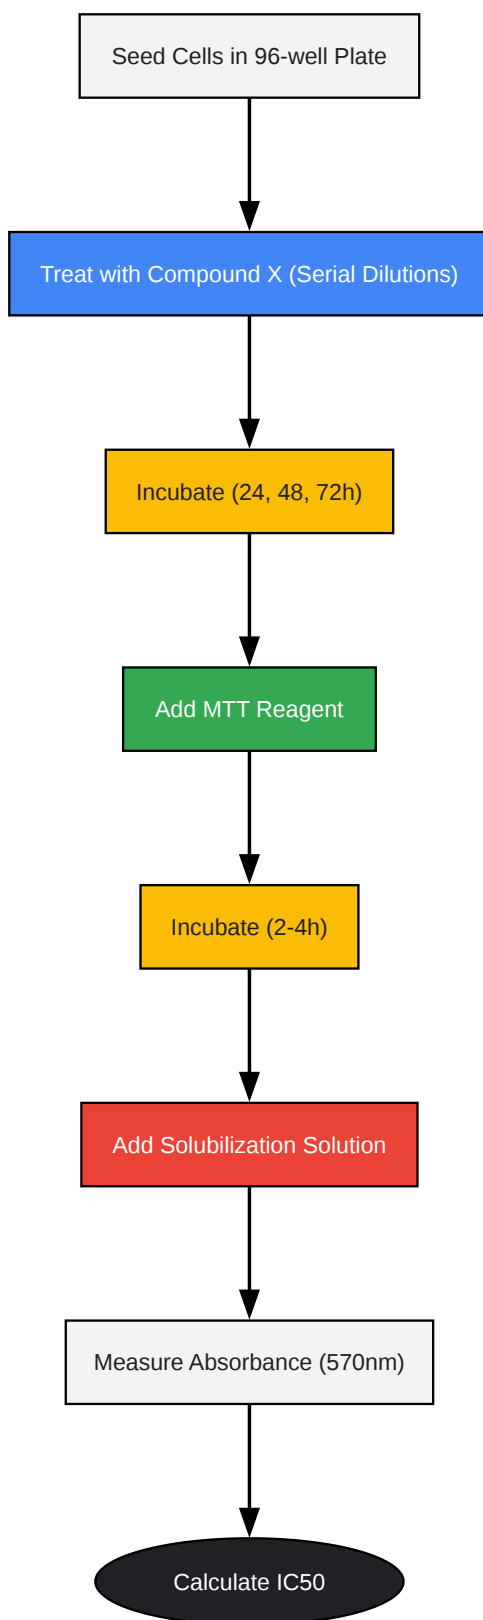 Seed Cells in 96-well Plate
Treat with Compound X (Serial Dilutions)
Incubate (24, 48, 72h)
Add MTT Reagent
Incubate (2-4h)
Add Solubilization Solution
Measure Absorbance (570nm)
Calculate IC50